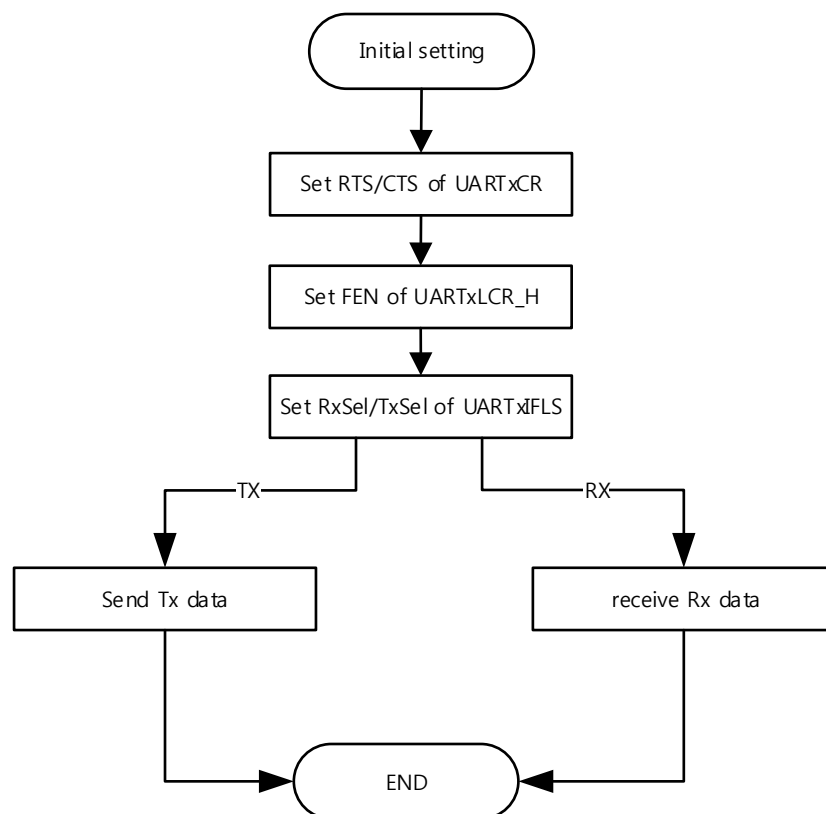 Initial setting
Set RTS/CTS of UARTxCR
Set FEN of UARTxLCR_H
Set RxSel/TxSel of UARTxIFLS
TX
RX
Send Tx data
receive Rx data
END